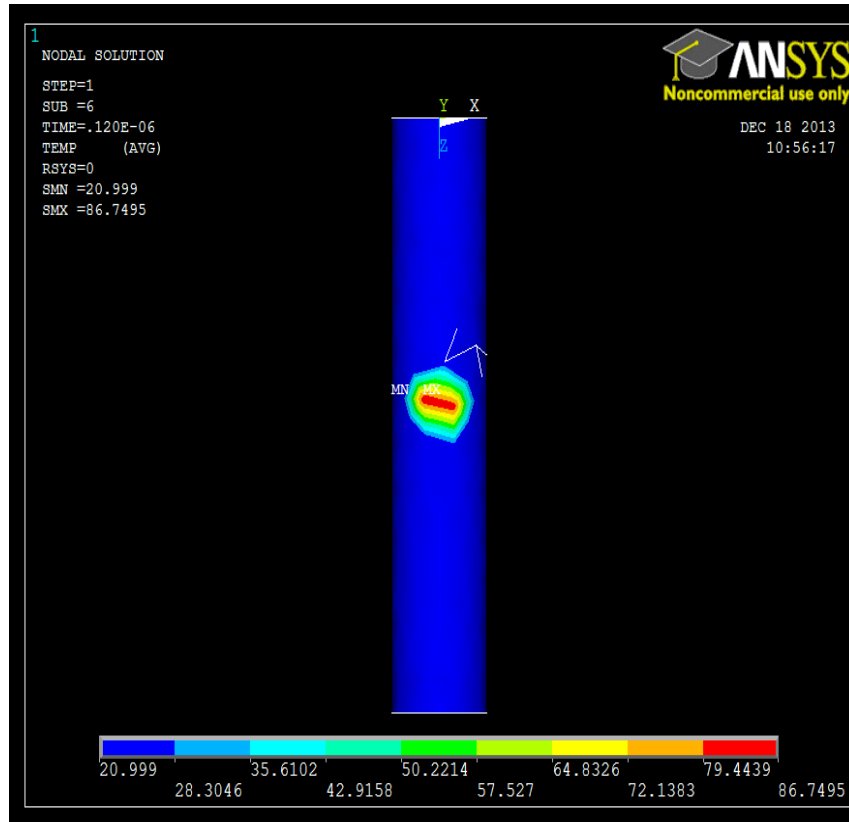 1
NODAL SOLUTION
STEP=1
SUB =6
TIME=.120E-06
TEMP (AVG)
RSYS=0
SMN =20.999
SMX =86.7495
ANSYS
Noncommercial use only
DEC 18 2013
10:56:17
Y X
Z
MN MX
20.999 35.6102 50.2214 64.8326 79.4439
28.3046 42.9158 57.527 72.1383 86.7495